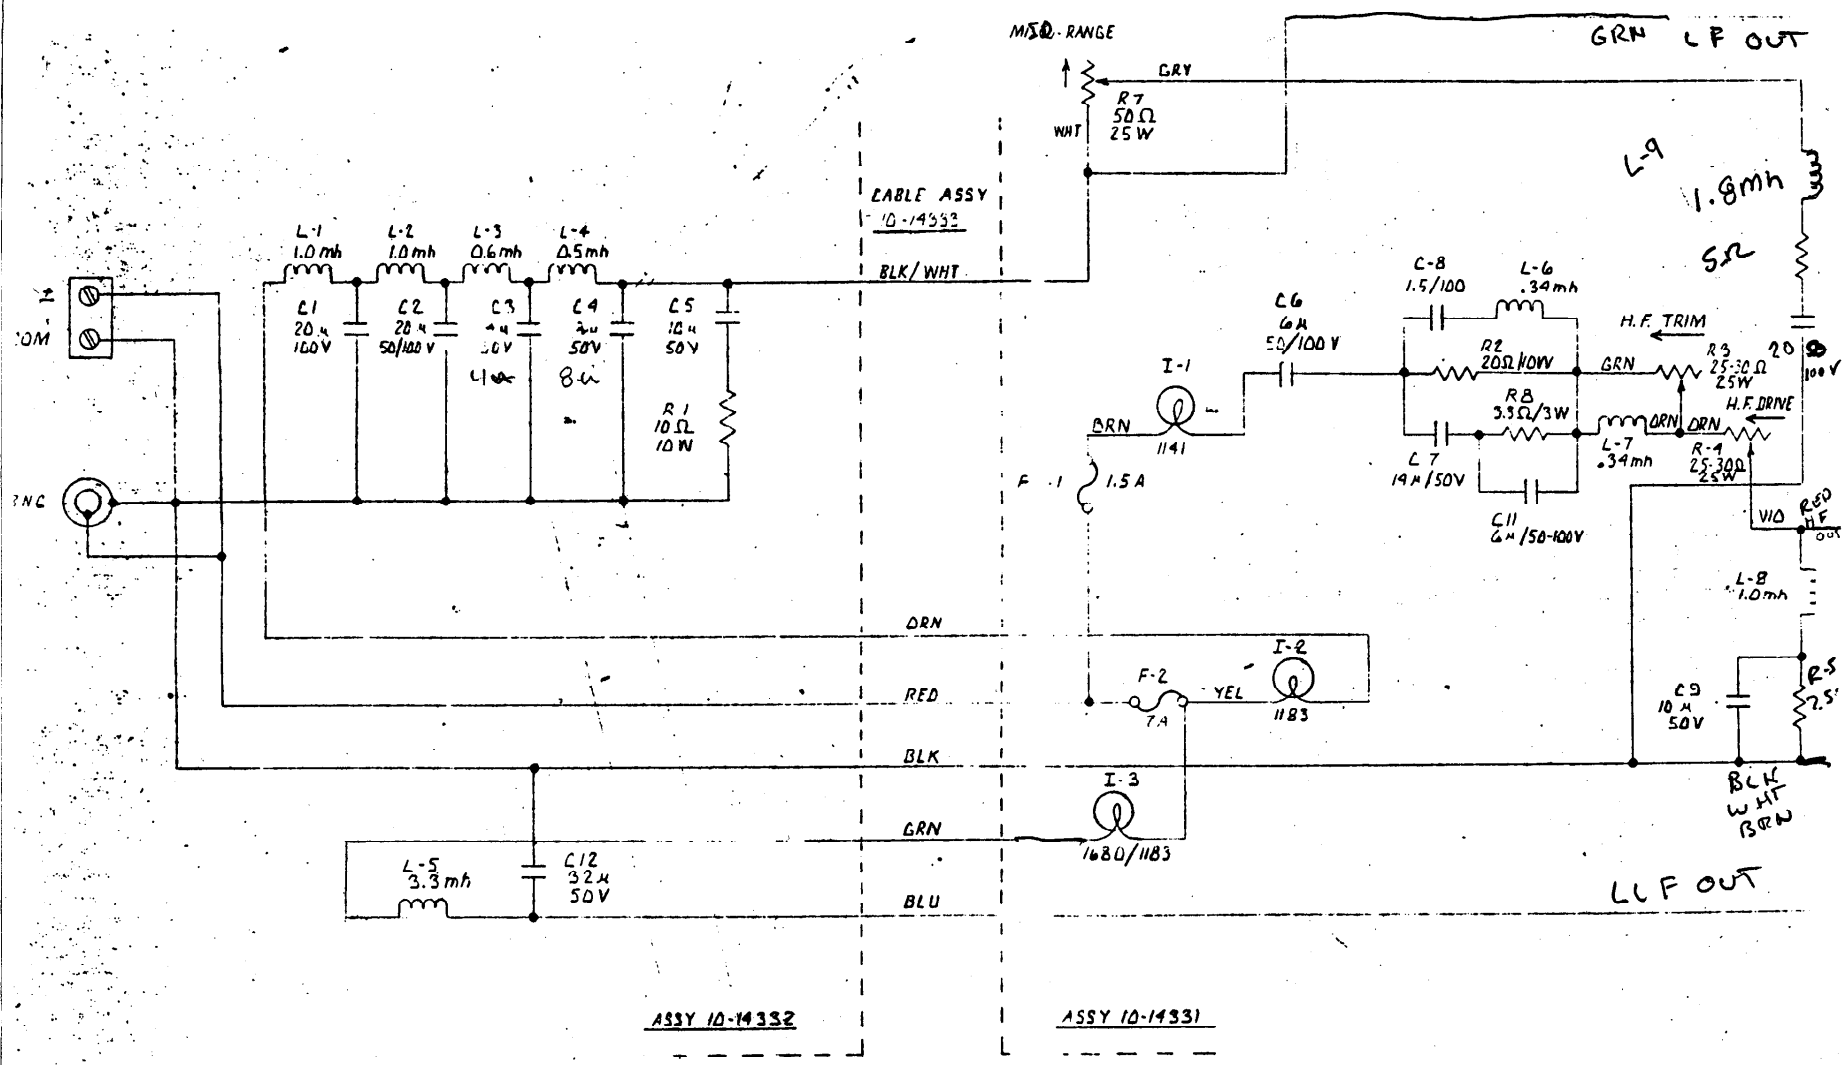 MID-RANGE
GRN LF OUT
GRY
R7
50Ω
25W
WHT
L-9
1.8mh
5Ω
CABLE ASSY
10-14333
BLK/WHT
L-1
1.0mh
L-2
1.0mh
L-3
0.6mh
L-4
0.5mh
C1
20μ
100V
C2
20μ
50/100V
C3
4μ
50V
C4
50V
C5
10μ
50V
8μ
R1
10Ω
10W
C-8
1.5/100
L-6
.34mh
C6
6μ
50/100V
H.F. TRIM
R2
20Ω/10W
GRN
R3
25-30Ω
25W
20
100V
I-1
1141
BRN
R8
3.3Ω/3W
H.F. DRIVE
ORN
ORN
L-7
.34mh
R-4
25-30Ω
25W
C7
14μ/50V
1.5A
C11
6μ/50-100V
VIO
RED
HF
OUT
L-8
1.0mh
ORN
I-2
1183
RED
F-2
7A
YEL
R-5
2.5
C9
10μ
50V
BLK
I-3
1680/1183
BLK
WHT
BRN
GRN
L-5
3.3mh
C12
32μ
50V
BLU
LLF OUT
ASSY 10-14332
ASSY 10-14331